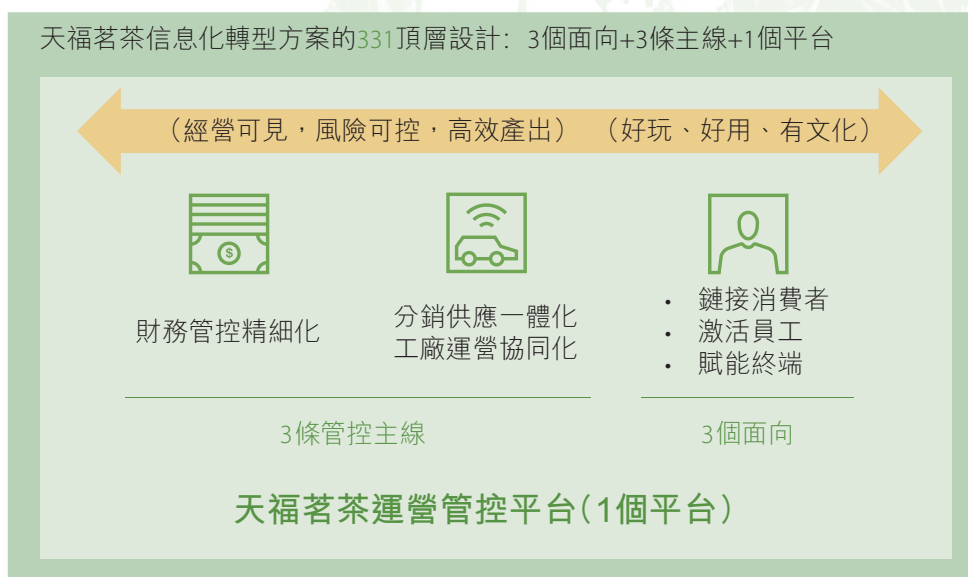 天福茗茶信息化轉型方案的331頂層設計：3個面向+3條主線+1個平台
（經營可見，風險可控，高效產出）（好玩、好用、有文化）
$
財務管控精細化
分銷供應一體化
工廠運營協同化
• 鏈接消費者
• 激活員工
• 賦能終端
3條管控主線
3個面向
天福茗茶運營管控平台（1個平台）